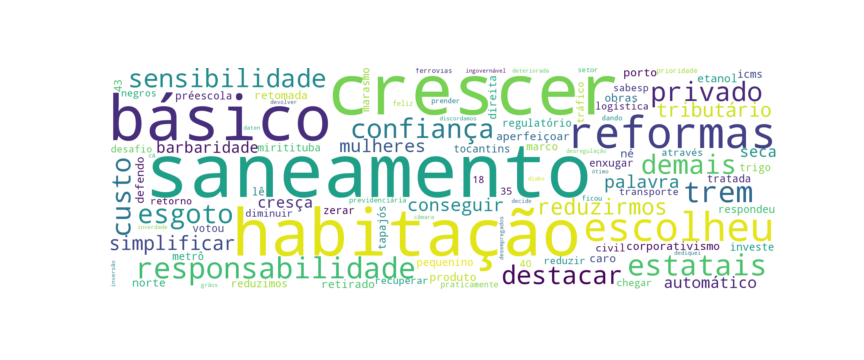 ferrovias ingovernável deteriorada setor prioridade
sensibilidade crescer porto etanol icms
43 negros préescola retomada marasmo feliz prender direita tráfico logística sabesp obras privado
devolver discordamos dando tributário
básico confiança regulatório aperfeiçoar reformas
desafio barbaridade miritituba mulheres tocantins marco né através seca
daten cá saneamento desregulação enxugar demais trigo
custo defendo lê 18 35 ótimo palavra tratada
retorno previdenciária cresça conseguir diabo transporte trem
esgoto diminuir zerar câmara reduzirmos ficou respondeu
inverdade votou tapajós habitação decide escolheu
simplificar desempregados civil corporativismo investe
metrô dediquei
inversão responsabilidade pequenino 40 reduzir caro estatais
norte recuperar produto destacar chegar automático
grãos reduzimos retirado praticamente